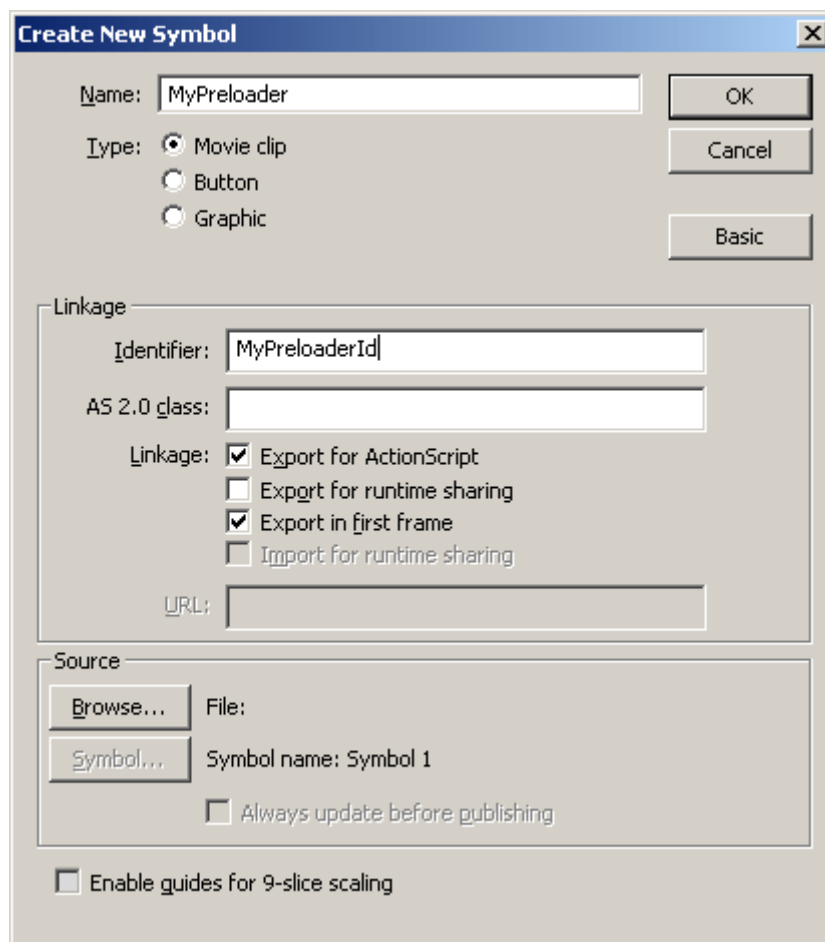 Create New Symbol
Name: MyPreloader OK
Type: Movie clip Cancel
Button
Graphic
Basic
Linkage
Identifier: MyPreloaderId
AS 2.0 class:
Linkage: Export for ActionScript
Export for runtime sharing
Export in first frame
Import for runtime sharing
URL:
Source
Browse... File:
Symbol... Symbol name: Symbol 1
Always update before publishing
Enable guides for 9-slice scaling